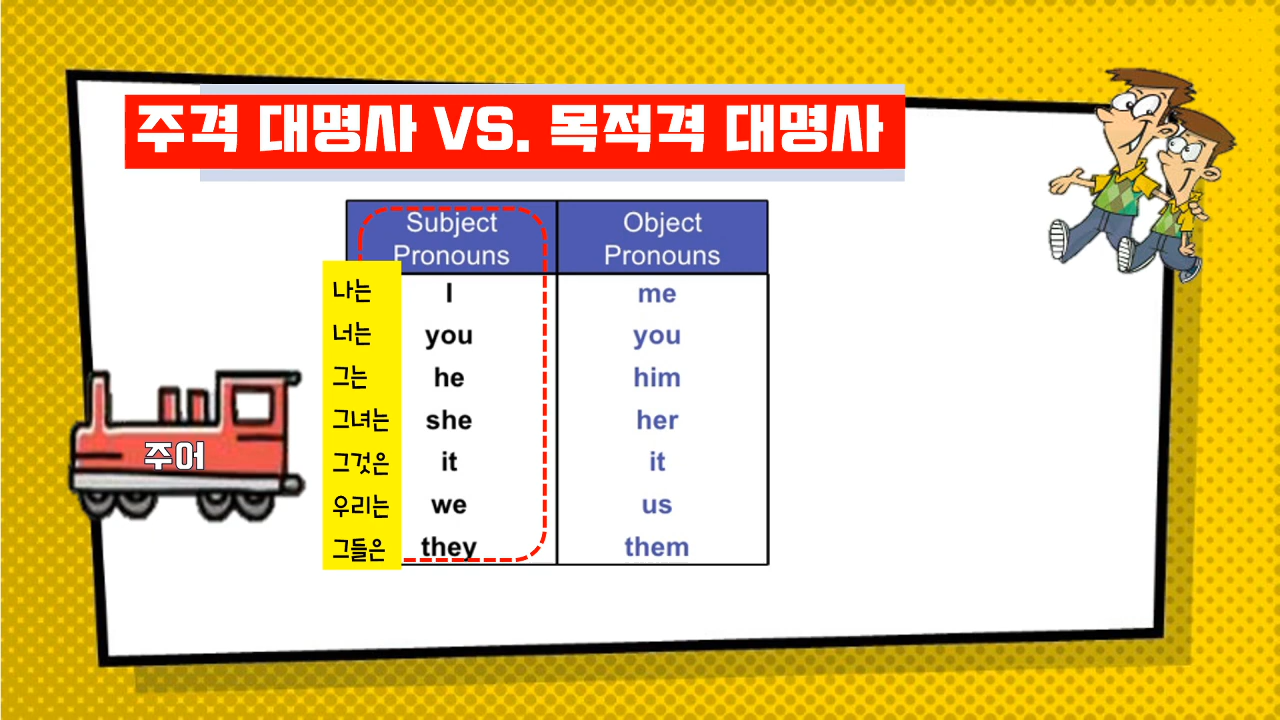 주격 대명사 VS. 목적격 대명사
Subject Pronouns Object Pronouns
나는 I me
너는 you you
그는 he him
그녀는 she her
그것은 it it
우리는 we us
그들은 they them
주어